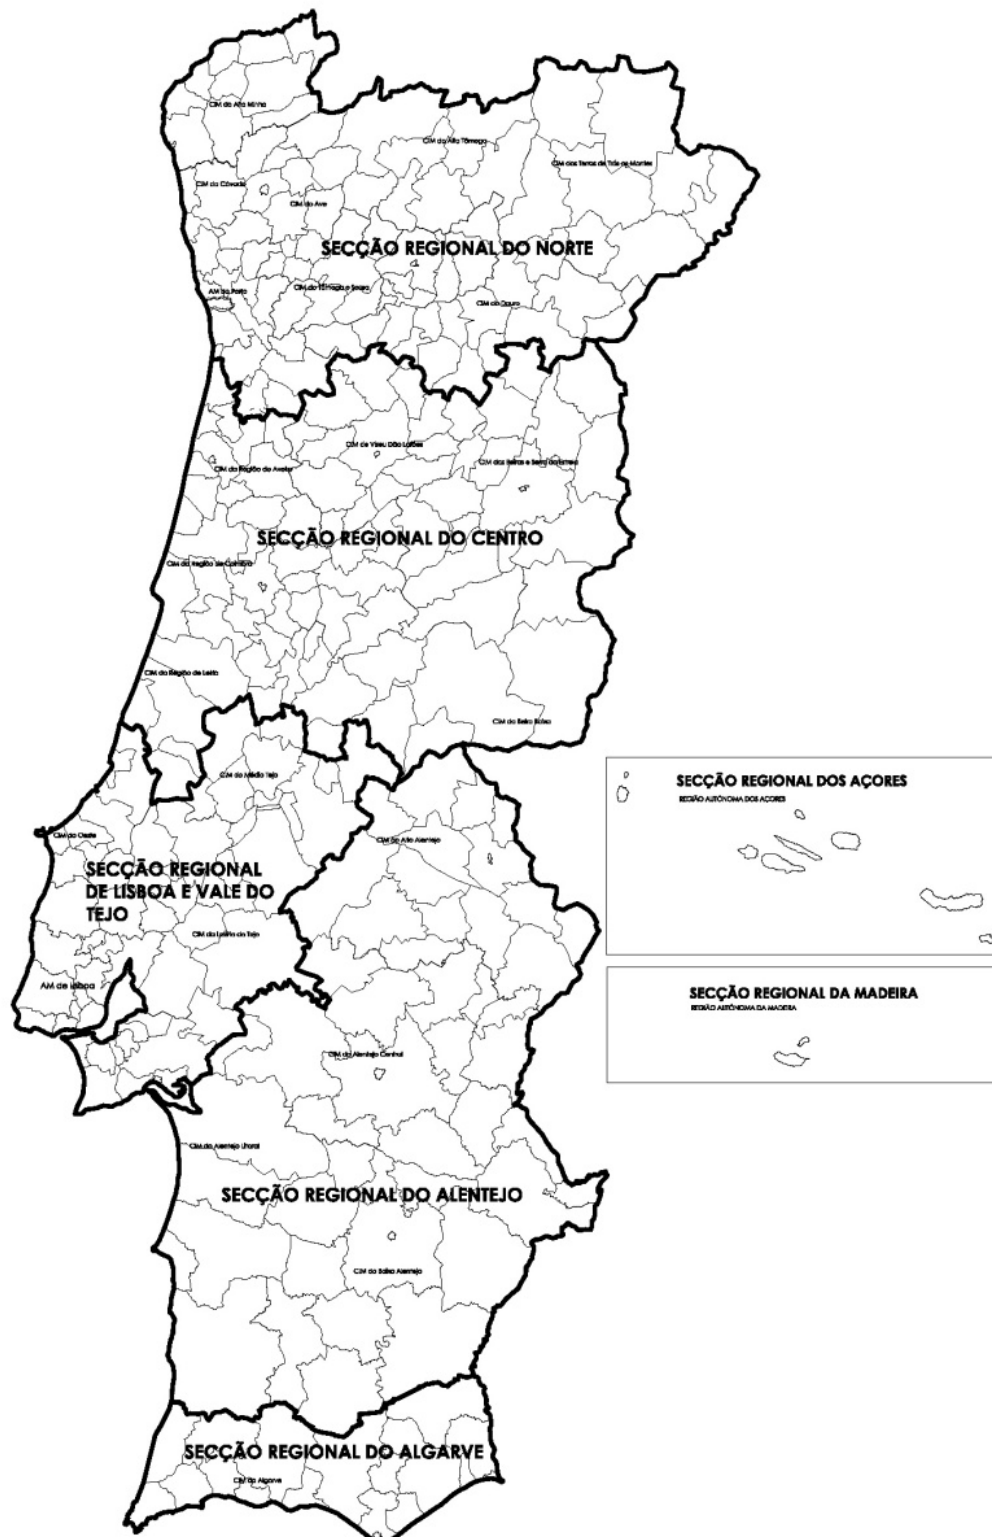 CIM do Alto Minho
CIM do Alto Tâmega
CIM das Terras de Trás-os-Montes
CIM do Cávado
CIM do Ave
SECÇÃO REGIONAL DO NORTE
AM do Porto
CIM do Tâmega e Sousa
CIM do Douro
CIM de Viseu Dão Lafões
CIM da Região de Aveiro
CIM das Beiras e Serra da Estrela
SECÇÃO REGIONAL DO CENTRO
CIM da Região de Coimbra
CIM da Região de Leiria
CIM da Beira Baixa
CIM do Médio Tejo
CIM do Oeste
CIM do Alto Alentejo
SECÇÃO REGIONAL
DE LISBOA E VALE DO
TEJO
CIM da Lezíria do Tejo
AM de Lisboa
SECÇÃO REGIONAL DOS AÇORES
REGIÃO AUTÓNOMA DOS AÇORES
SECÇÃO REGIONAL DA MADEIRA
REGIÃO AUTÓNOMA DA MADEIRA
CIM do Alentejo Central
CIM do Alentejo Litoral
SECÇÃO REGIONAL DO ALENTEJO
CIM do Baixo Alentejo
SECÇÃO REGIONAL DO ALGARVE
CIM do Algarve